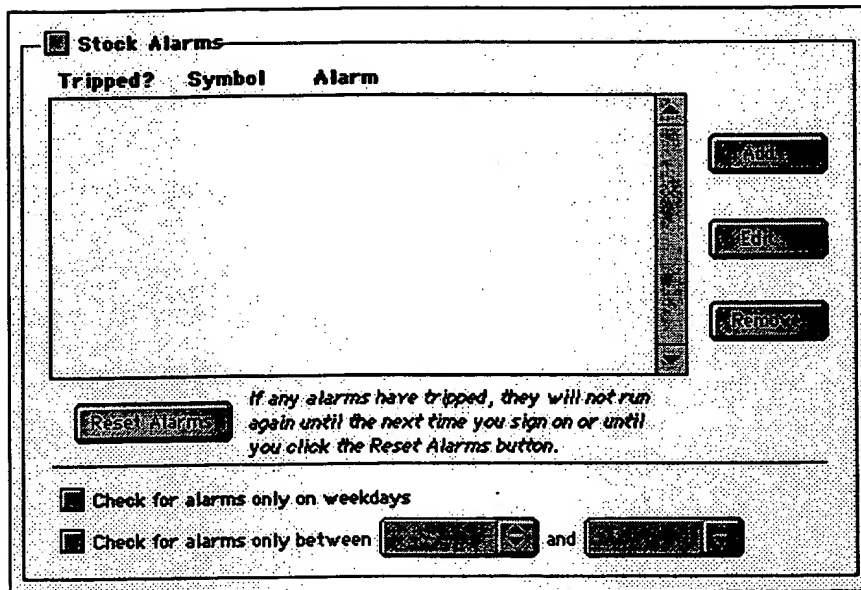 Stock Alarms
Tripped? Symbol Alarm
Add...
Edit...
Remove
Reset Alarms
If any alarms have tripped, they will not run
again until the next time you sign on or until
you click the Reset Alarms button.
Check for alarms only on weekdays
Check for alarms only between and